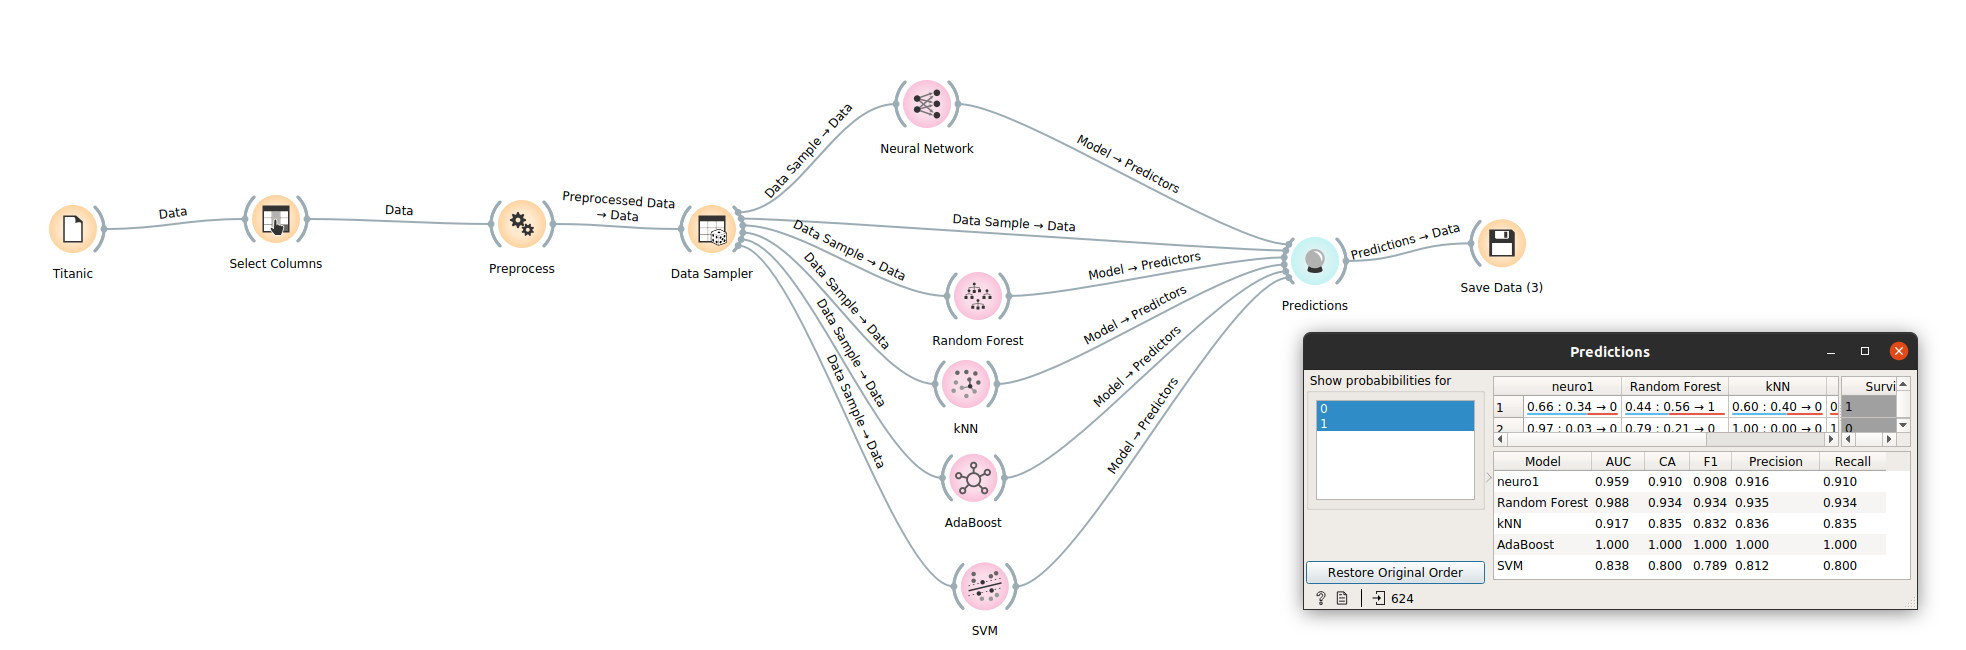 Data Sample → Data
Neural Network
Model → Predictors
Titanic
Data
Select Columns
Data
Preprocess
Preprocessed Data
→ Data
Data Sampler
Data Sample → Data
Data Sample → Data
Random Forest
Model → Predictors
Data Sample → Data
kNN
Model → Predictors
Data Sample → Data
AdaBoost
Model → Predictors
Data Sample → Data
SVM
Model → Predictors
Predictions
Predictions → Data
Save Data (3)
Predictions
Show probabibilities for
0
1
Restore Original Order
624
neuro1 Random Forest kNN Survi
1 0.66 : 0.34 → 0 0.44 : 0.56 → 1 0.60 : 0.40 → 0 0 1
2 0.97 : 0.03 → 0 0.79 : 0.21 → 0 1.00 : 0.00 → 0 1 0
Model AUC CA F1 Precision Recall
neuro1 0.959 0.910 0.908 0.916 0.910
Random Forest 0.988 0.934 0.934 0.935 0.934
kNN 0.917 0.835 0.832 0.836 0.835
AdaBoost 1.000 1.000 1.000 1.000 1.000
SVM 0.838 0.800 0.789 0.812 0.800